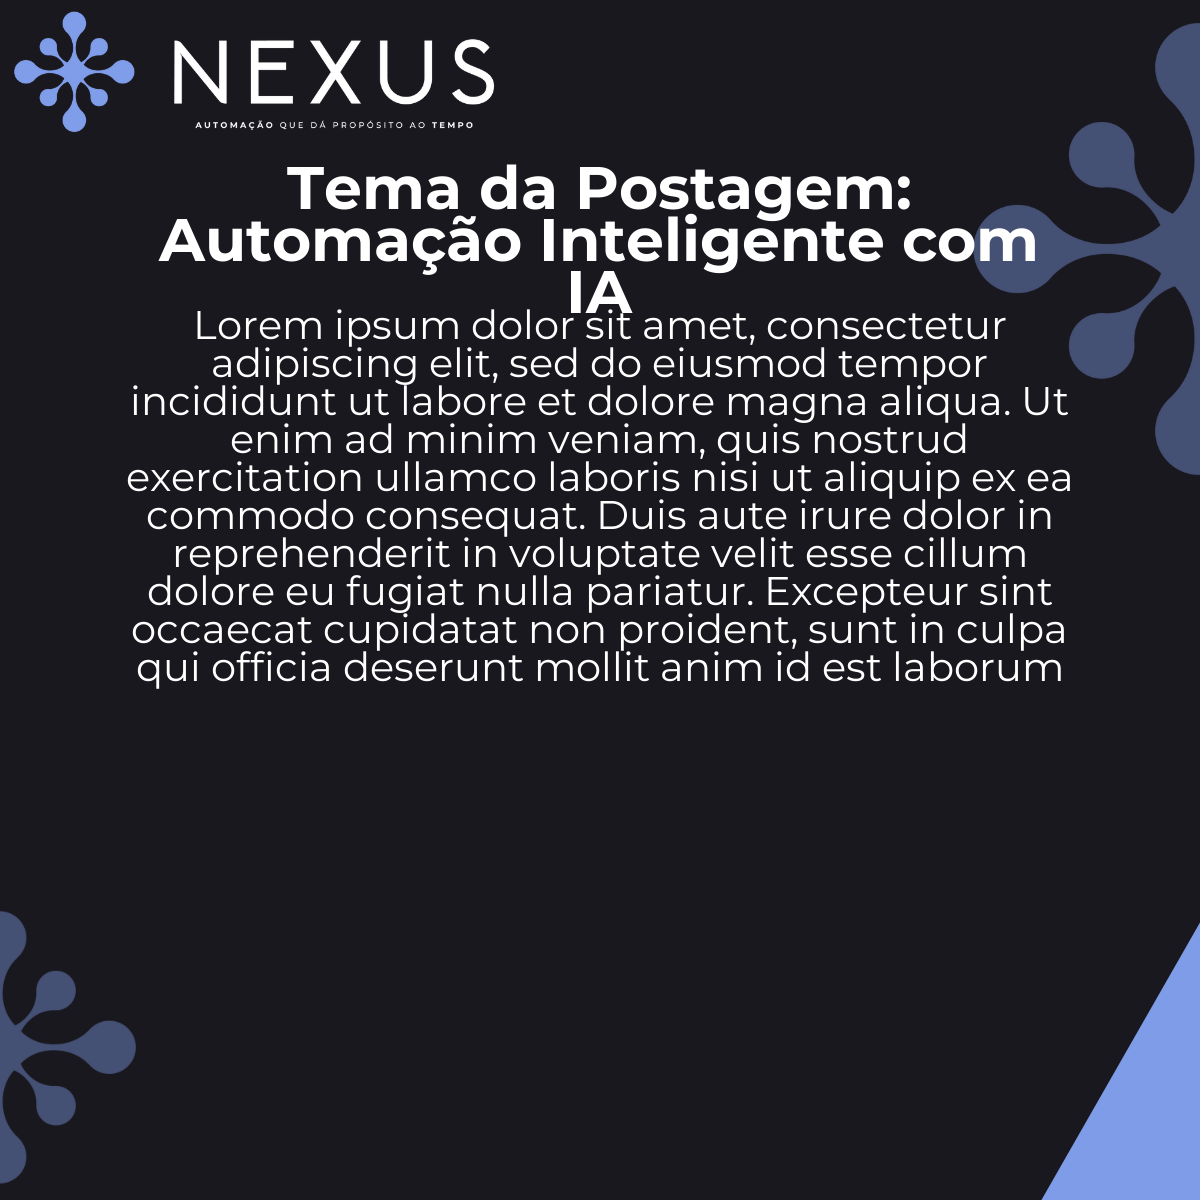 NEXUS
AUTOMAÇÃO QUE DÁ PROPÓSITO AO TEMPO
Tema da Postagem:
Automação Inteligente com
IA
Lorem ipsum dolor sit amet, consectetur
adipiscing elit, sed do eiusmod tempor
incididunt ut labore et dolore magna aliqua. Ut
enim ad minim veniam, quis nostrud
exercitation ullamco laboris nisi ut aliquip ex ea
commodo consequat. Duis aute irure dolor in
reprehenderit in voluptate velit esse cillum
dolore eu fugiat nulla pariatur. Excepteur sint
occaecat cupidatat non proident, sunt in culpa
qui officia deserunt mollit anim id est laborum